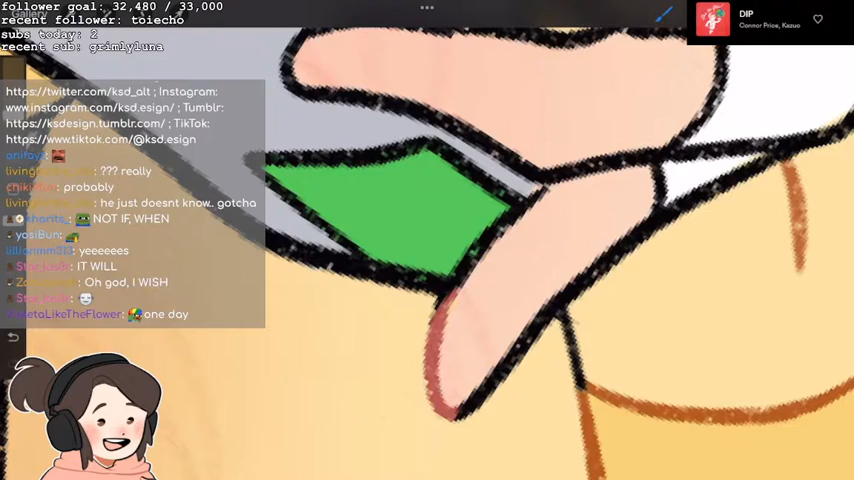 follower goal: 32,480 / 33,000
recent follower: toiecho
subs today: 2
recent sub: grimlyluna
DIP
Connor Price, Kazuo
https://twitter.com/ksd_alt ; Instagram:
www.instagram.com/ksd.esign/ ; Tumblr:
https://ksdesign.tumblr.com/ ; TikTok:
https://www.tiktok.com/@ksd.esign
??? really
probably
he just doesnt know.. gotcha
NOT IF, WHEN
yosiBun:
yeeeeees
IT WILL
Oh god, I WISH
one day